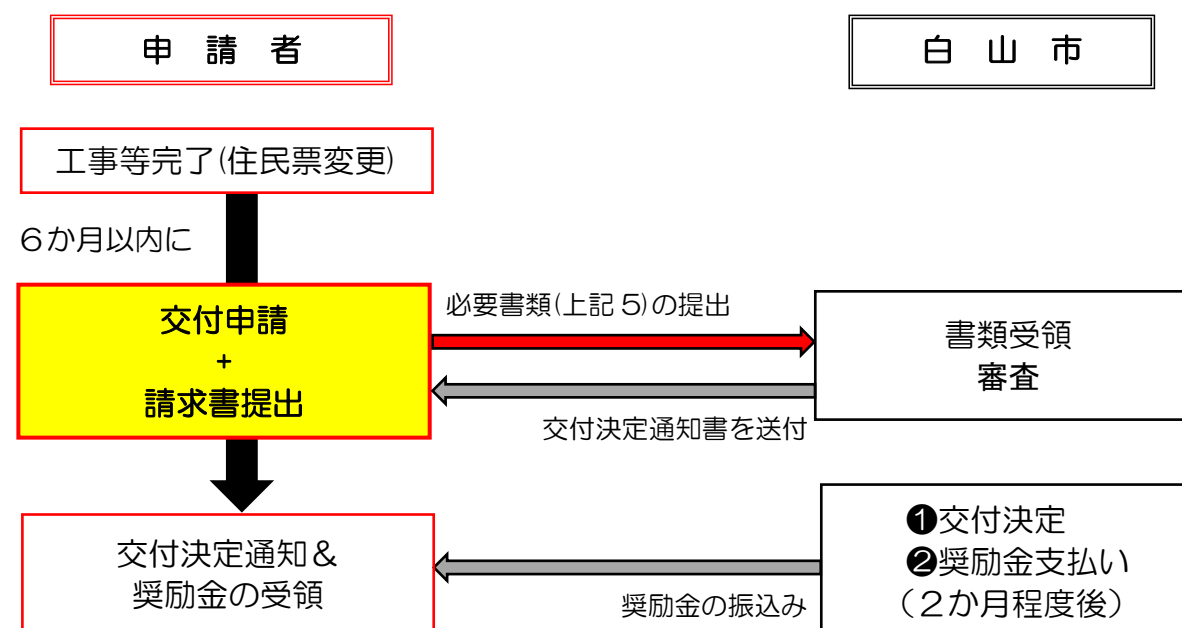 申 請 者
白 山 市
工事等完了(住民票変更)
６か月以内に
交付申請
+
請求書提出
必要書類(上記５)の提出
書類受領
審査
交付決定通知書を送付
交付決定通知＆
奨励金の受領
奨励金の振込み
❶交付決定
❷奨励金支払い
（２か月程度後）